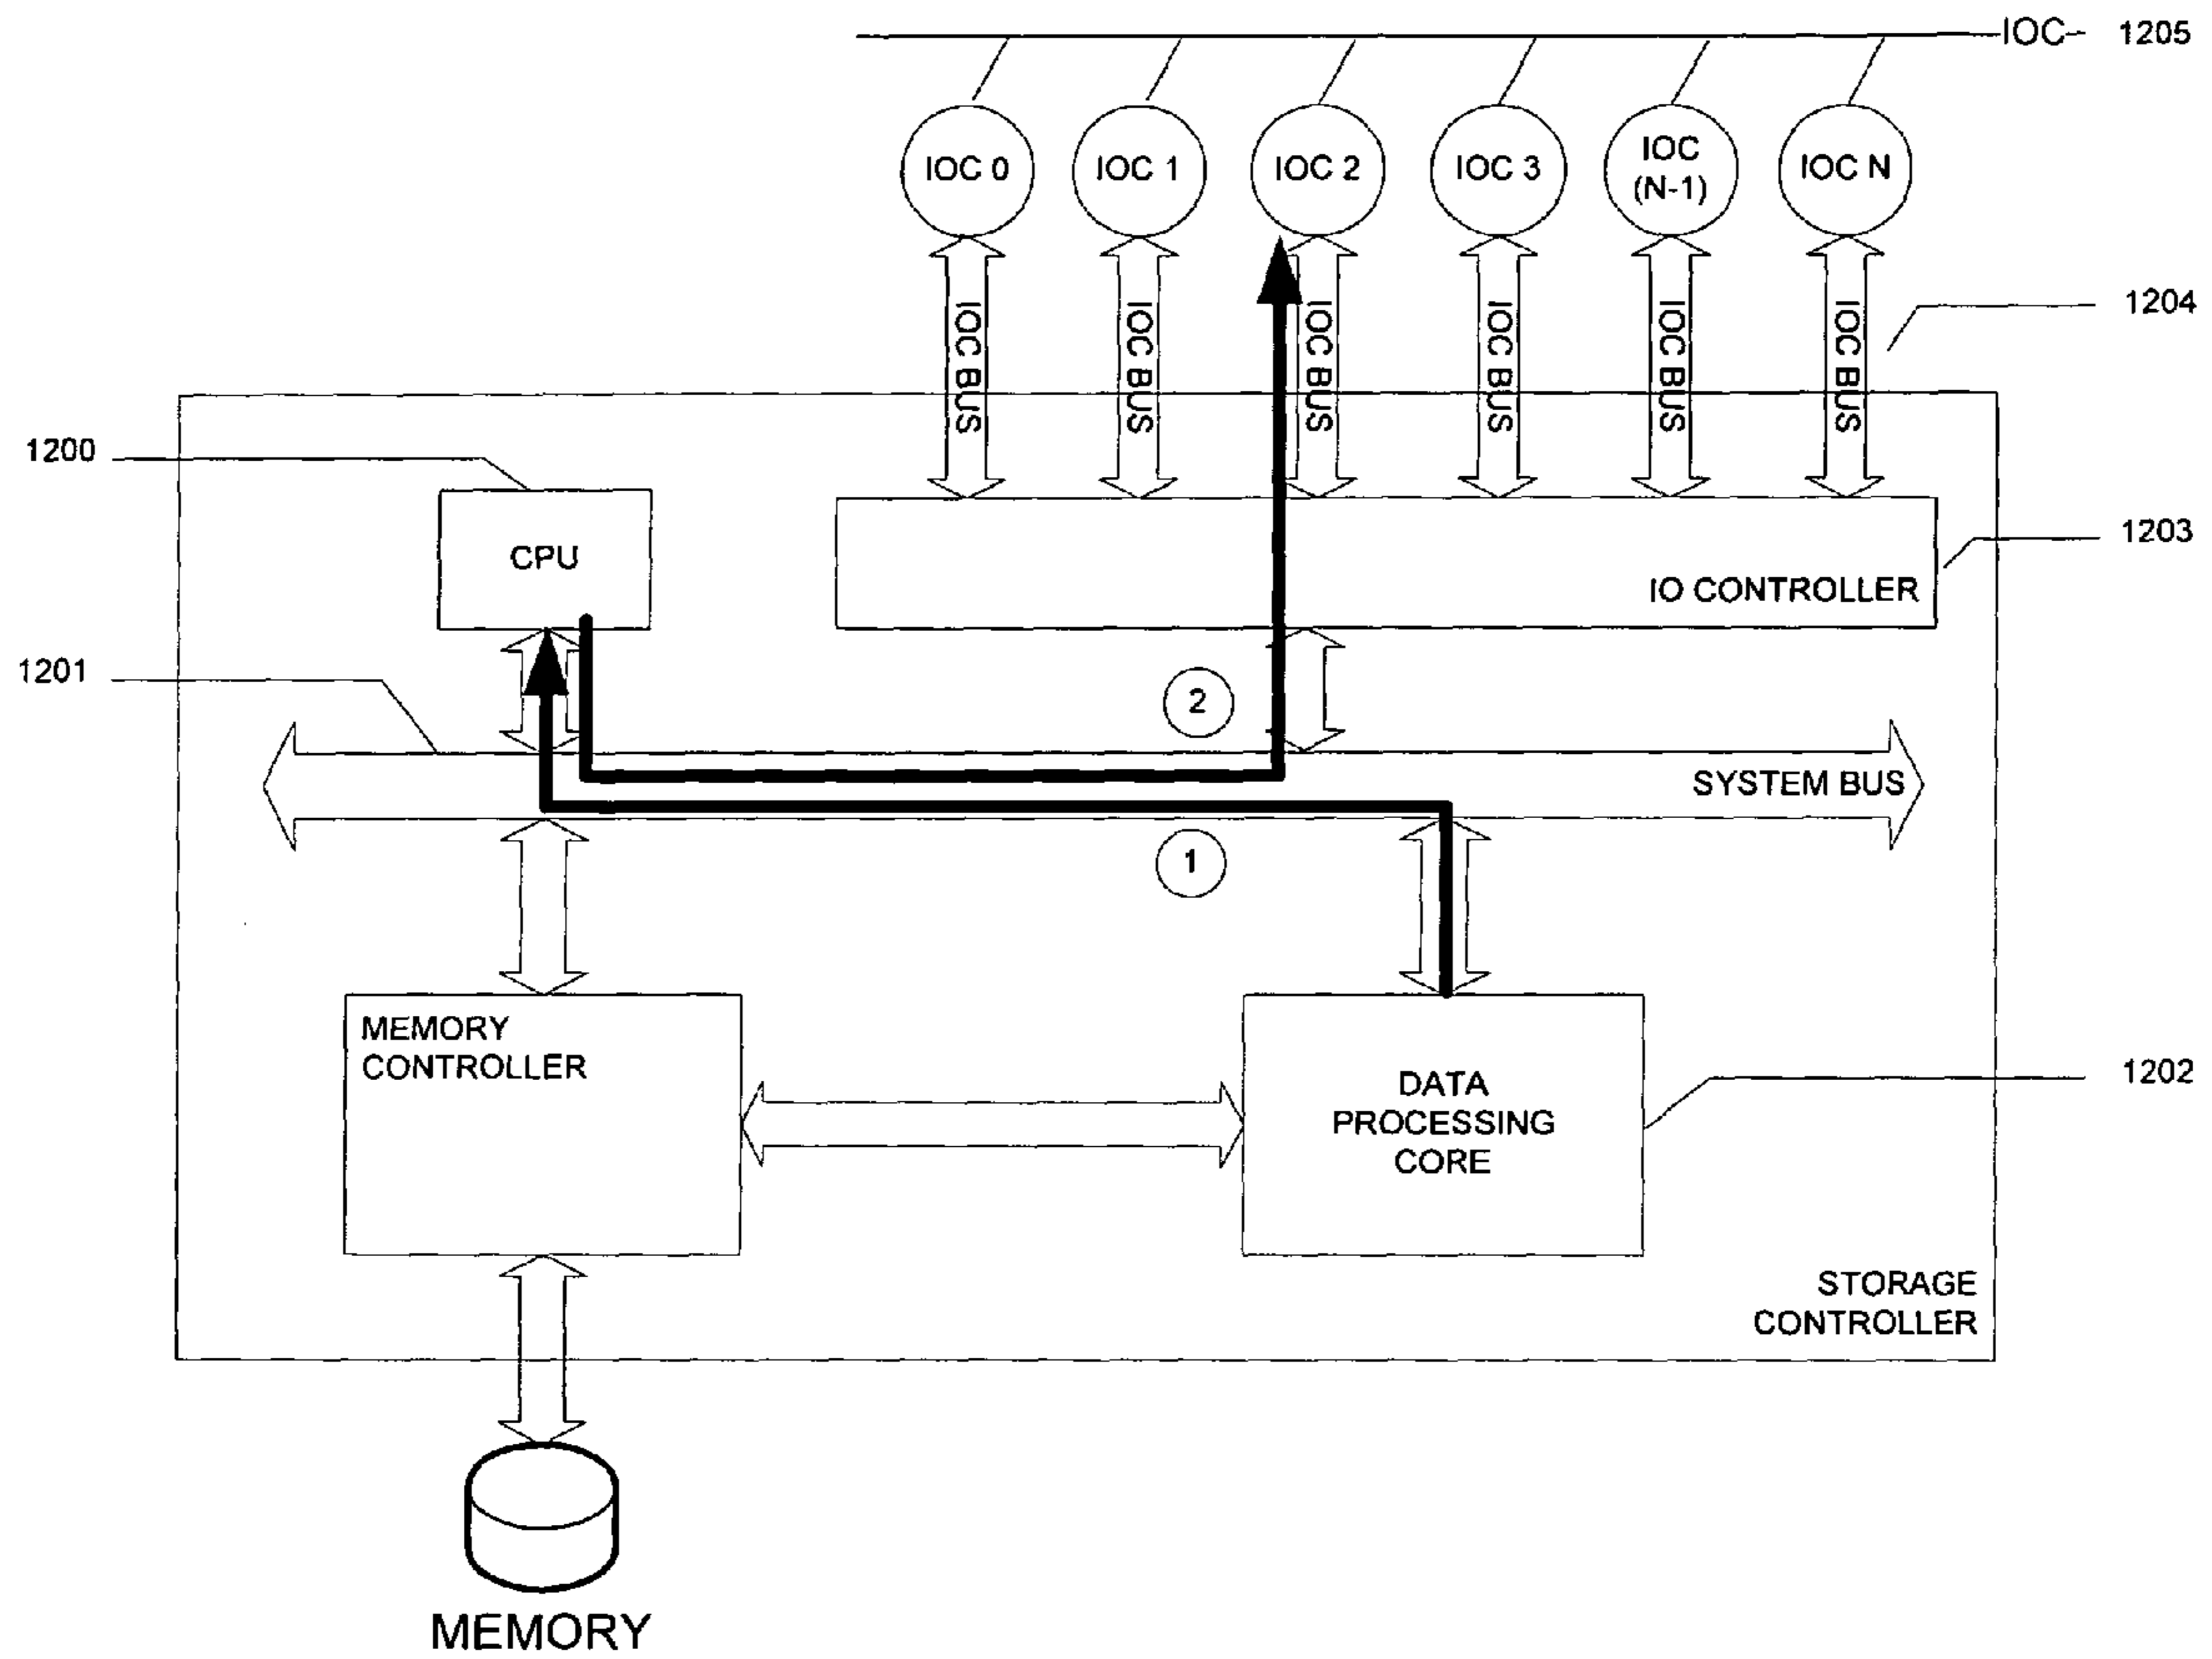 IOC 1205
IOC 0
IOC 1
IOC 2
IOC 3
IOC
(N-1)
IOC N
IOC BUS
IOC BUS
IOC BUS
IOC BUS
IOC BUS
IOC BUS
1204
1200
CPU
1203
IO CONTROLLER
1201
2
SYSTEM BUS
1
MEMORY
CONTROLLER
DATA
PROCESSING
CORE
1202
STORAGE
CONTROLLER
MEMORY